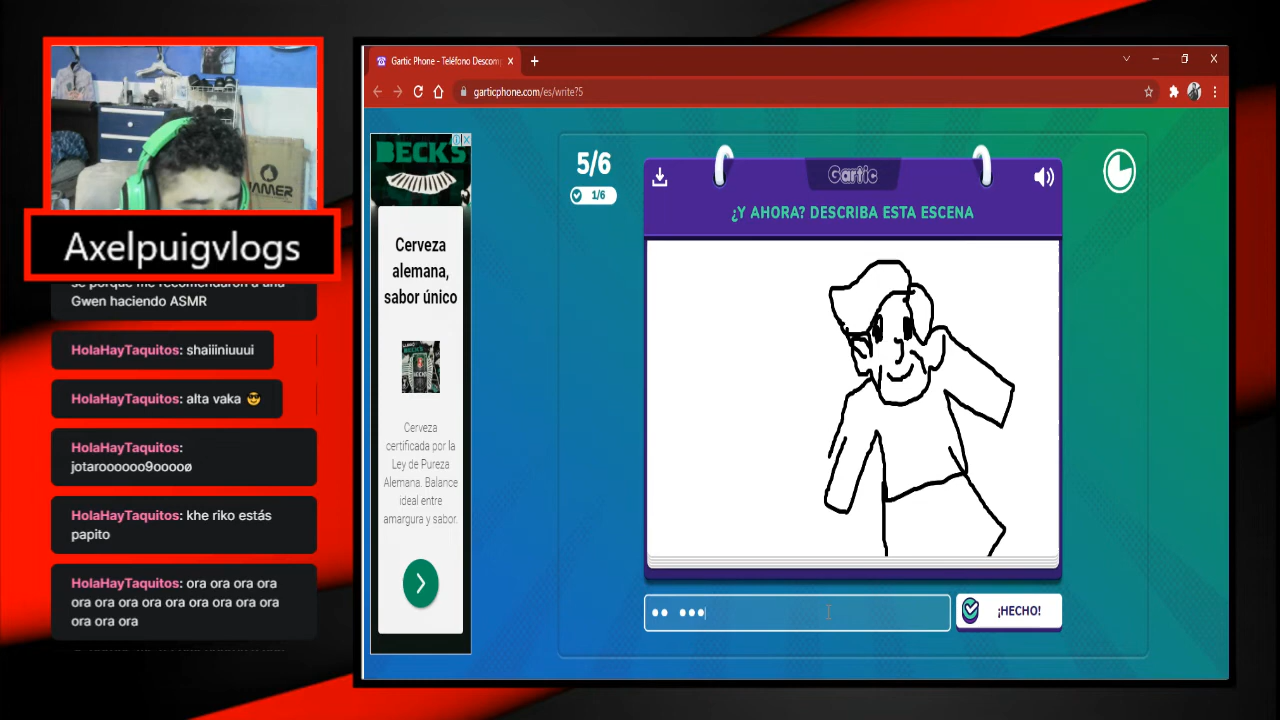 Axelpuigvlogs
se porque me recomendaron a una
Gwen haciendo ASMR
HolaHayTaquitos: shaiiiniuuui
HolaHayTaquitos: alta vaka 😎
HolaHayTaquitos:
jotaroooooo9ooooø
HolaHayTaquitos: khe riko estás
papito
HolaHayTaquitos: ora ora ora ora
ora ora ora ora ora ora ora ora
ora ora ora
Gartic Phone - Teléfono Descom
garticphone.com/es/write?5
BECK'S
Cerveza
alemana,
sabor único
Cerveza
certificada por la
Ley de Pureza
Alemana. Balance
ideal entre
amargura y sabor.
5/6
1/6
Gartic
¿Y AHORA? DESCRIBA ESTA ESCENA
•• •••
¡HECHO!